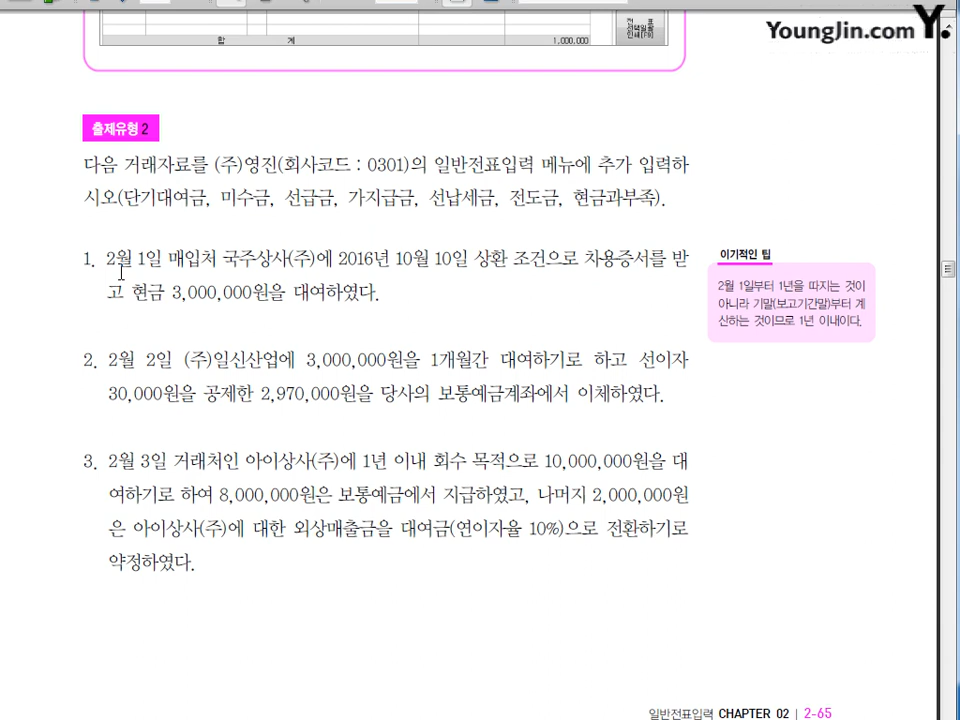 합 계 1,000,000
전 표
선택일괄
인쇄[F9]
YoungJin.com Y.
출제유형 2
다음 거래자료를 (주)영진(회사코드 : 0301)의 일반전표입력 메뉴에 추가 입력하
시오(단기대여금, 미수금, 선급금, 가지급금, 선납세금, 전도금, 현금과부족).
1. 2월 1일 매입처 국주상사(주)에 2016년 10월 10일 상환 조건으로 차용증서를 받
고 현금 3,000,000원을 대여하였다.
이기적인 팁
2월 1일부터 1년을 따지는 것이
아니라 기말(보고기간말)부터 계
산하는 것이므로 1년 이내이다.
2. 2월 2일 (주)일신산업에 3,000,000원을 1개월간 대여하기로 하고 선이자
30,000원을 공제한 2,970,000원을 당사의 보통예금계좌에서 이체하였다.
3. 2월 3일 거래처인 아이상사(주)에 1년 이내 회수 목적으로 10,000,000원을 대
여하기로 하여 8,000,000원은 보통예금에서 지급하였고, 나머지 2,000,000원
은 아이상사(주)에 대한 외상매출금을 대여금(연이자율 10%)으로 전환하기로
약정하였다.
일반전표입력 CHAPTER 02 | 2-65